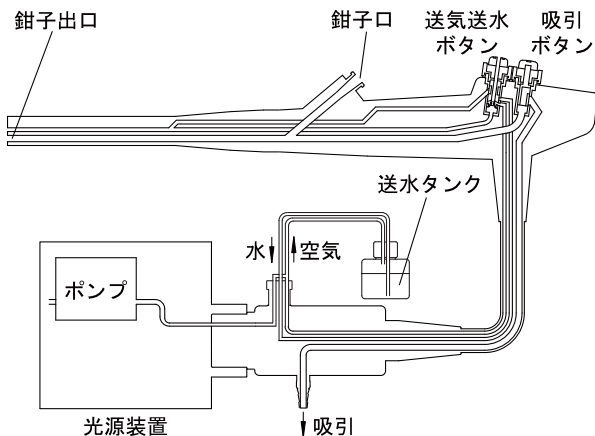 鉗子出口
鉗子口
送気送水
ボタン
吸引
ボタン
送水タンク
水
空気
ポンプ
光源装置
吸引